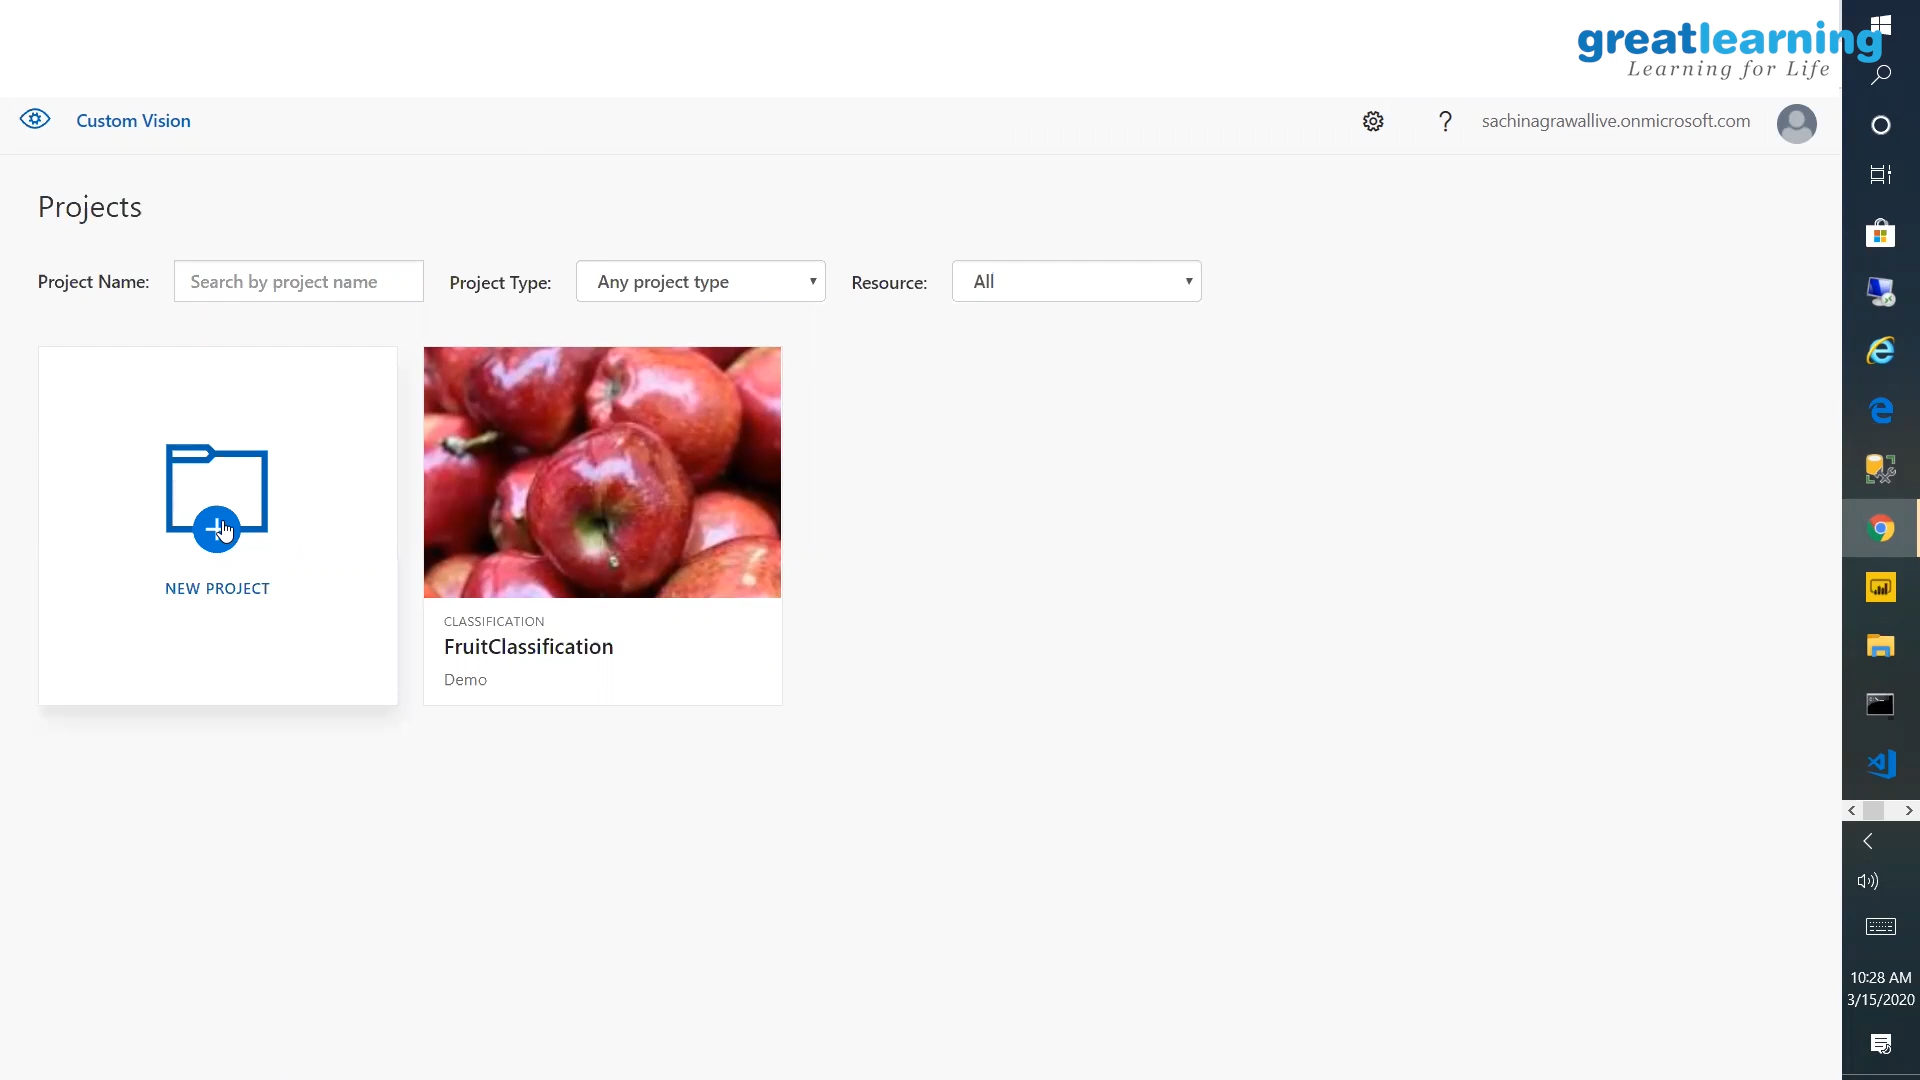 greatlearning
Learning for Life
Custom Vision
? sachinagrawallive.onmicrosoft.com
Projects
Project Name: Search by project name Project Type: Any project type Resource: All
NEW PROJECT
CLASSIFICATION
FruitClassification
Demo
10:28 AM
3/15/2020